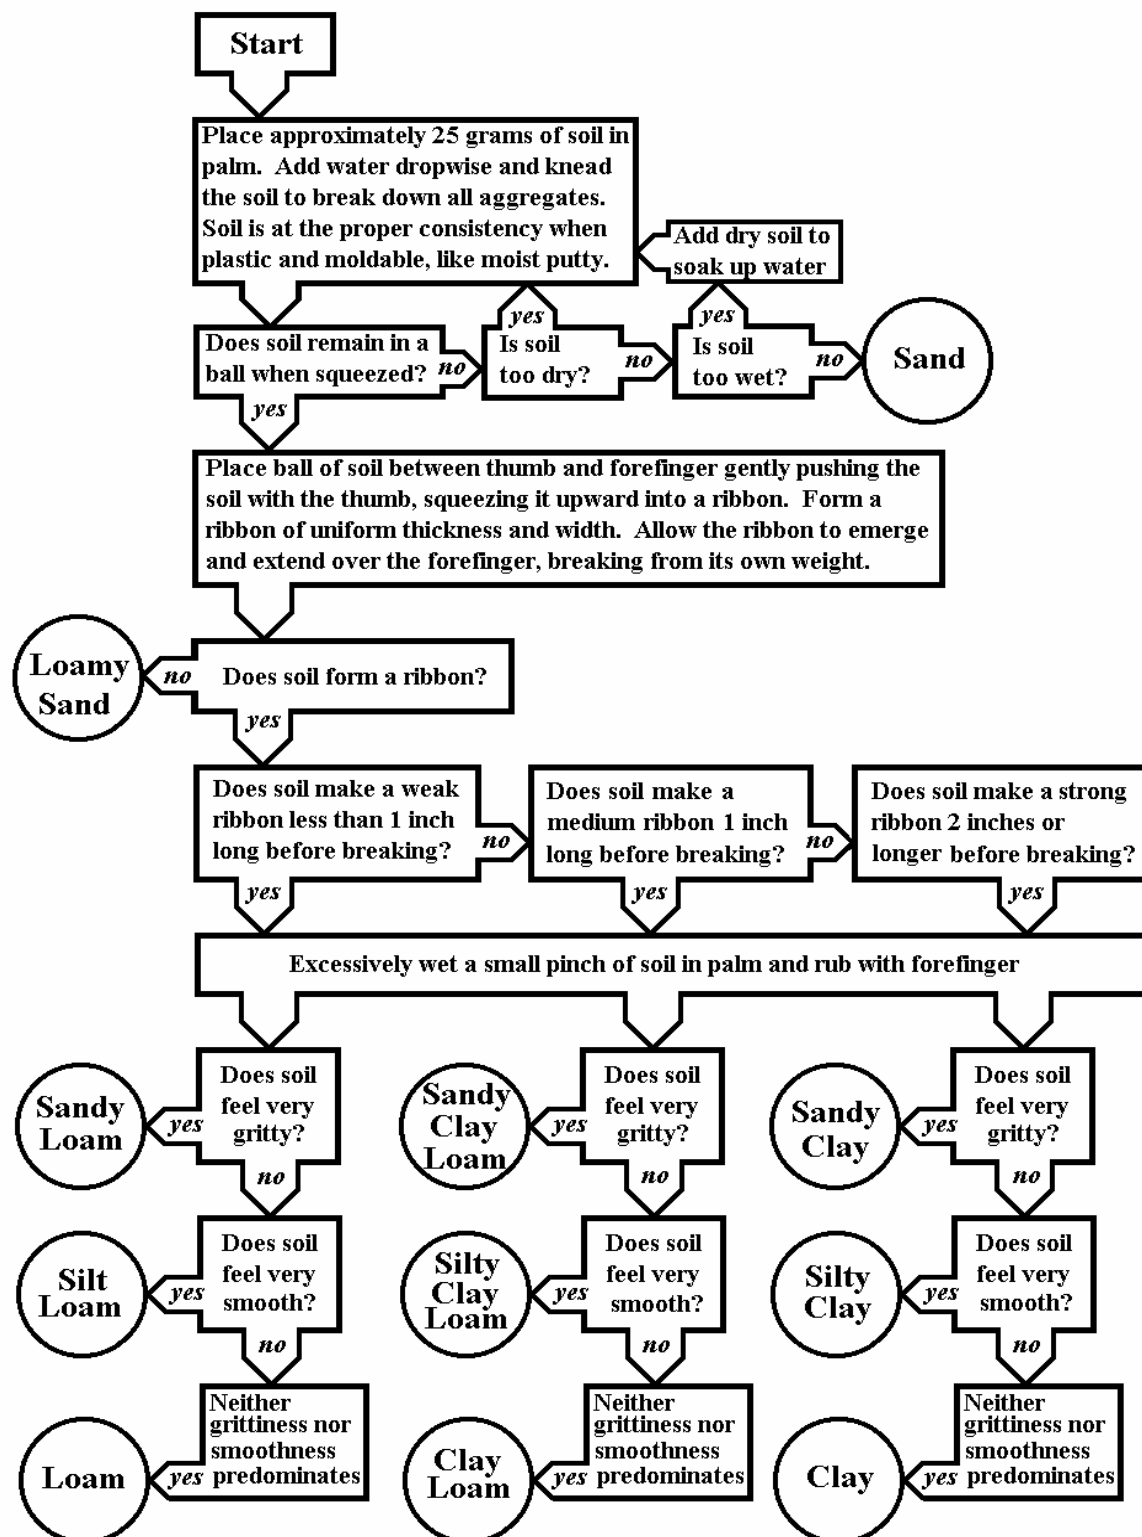 Start
Place approximately 25 grams of soil in
palm. Add water dropwise and knead
the soil to break down all aggregates.
Soil is at the proper consistency when
plastic and moldable, like moist putty.
Add dry soil to
soak up water
yes
yes
Does soil remain in a
ball when squeezed?
no
Is soil
too dry?
no
Is soil
too wet?
no
Sand
yes
Place ball of soil between thumb and forefinger gently pushing the
soil with the thumb, squeezing it upward into a ribbon. Form a
ribbon of uniform thickness and width. Allow the ribbon to emerge
and extend over the forefinger, breaking from its own weight.
Loamy
Sand
no
Does soil form a ribbon?
yes
Does soil make a weak
ribbon less than 1 inch
long before breaking?
no
Does soil make a
medium ribbon 1 inch
long before breaking?
no
Does soil make a strong
ribbon 2 inches or
longer before breaking?
yes
yes
yes
Excessively wet a small pinch of soil in palm and rub with forefinger
Sandy
Loam
yes
Does soil
feel very
gritty?
Sandy
Clay
Loam
yes
Does soil
feel very
gritty?
Sandy
Clay
yes
Does soil
feel very
gritty?
no
no
no
Silt
Loam
yes
Does soil
feel very
smooth?
Silty
Clay
Loam
yes
Does soil
feel very
smooth?
Silty
Clay
yes
Does soil
feel very
smooth?
no
no
no
Loam
yes
Neither
grittiness nor
smoothness
predominates
Clay
Loam
yes
Neither
grittiness nor
smoothness
predominates
Clay
yes
Neither
grittiness nor
smoothness
predominates